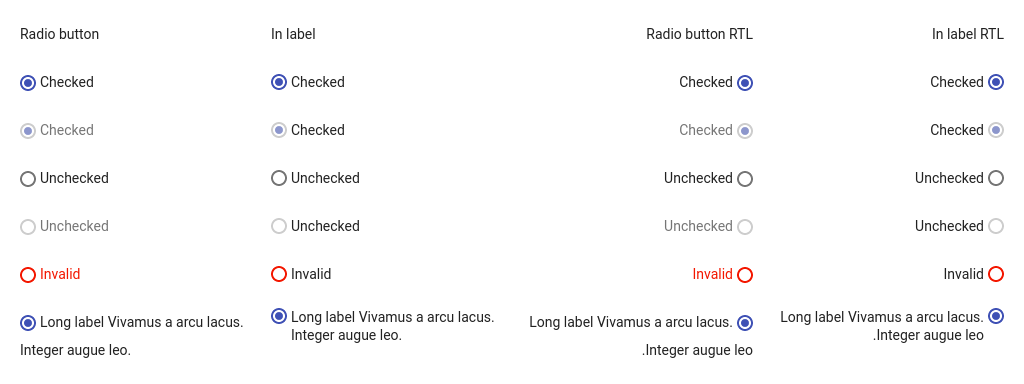 Radio button In label Radio button RTL In label RTL
Checked Checked Checked Checked
Checked Checked Checked Checked
Unchecked Unchecked Unchecked Unchecked
Unchecked Unchecked Unchecked Unchecked
Invalid Invalid Invalid Invalid
Long label Vivamus a arcu lacus. Long label Vivamus a arcu lacus. Long label Vivamus a arcu lacus. Long label Vivamus a arcu lacus.
Integer augue leo. Integer augue leo. .Integer augue leo .Integer augue leo